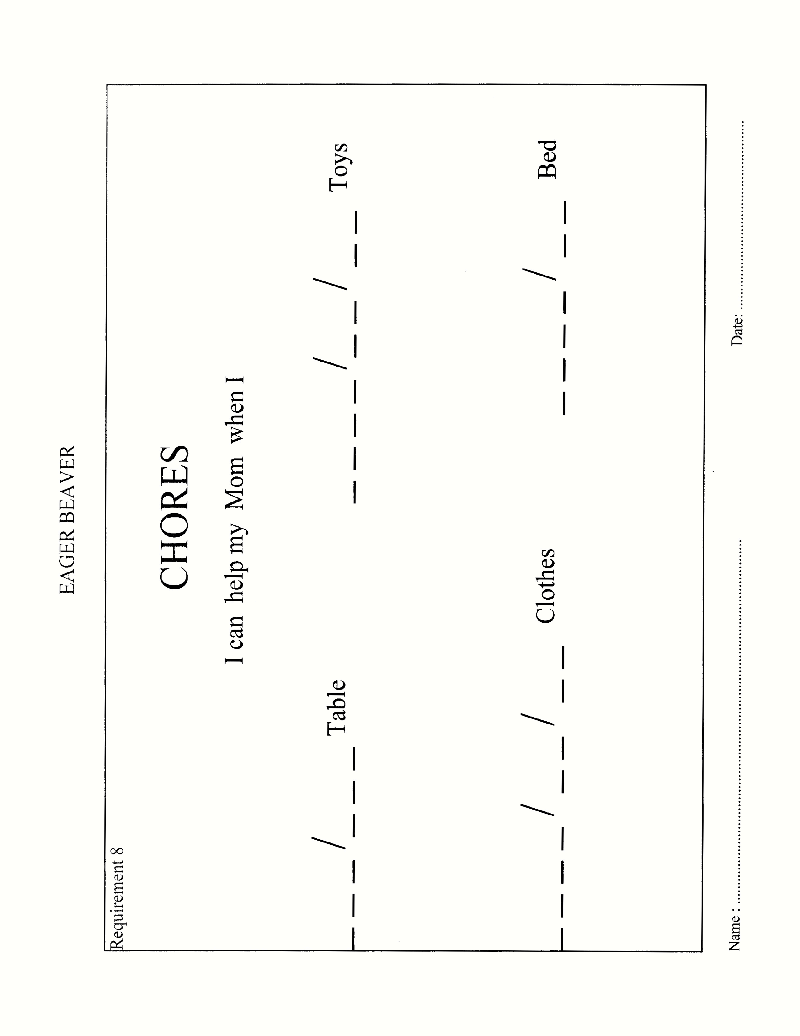 EAGER BEAVER
Requirement 8
CHORES
I can help my Mom when I
_ _ _ / _ _ _ Table
_ _ _ _ / _ _ / _ _ Toys
_ _ _ _ / _ _ / _ _ Clothes
_ _ _ _ / _ _ Bed
Name : ........................................ Date: ........................................